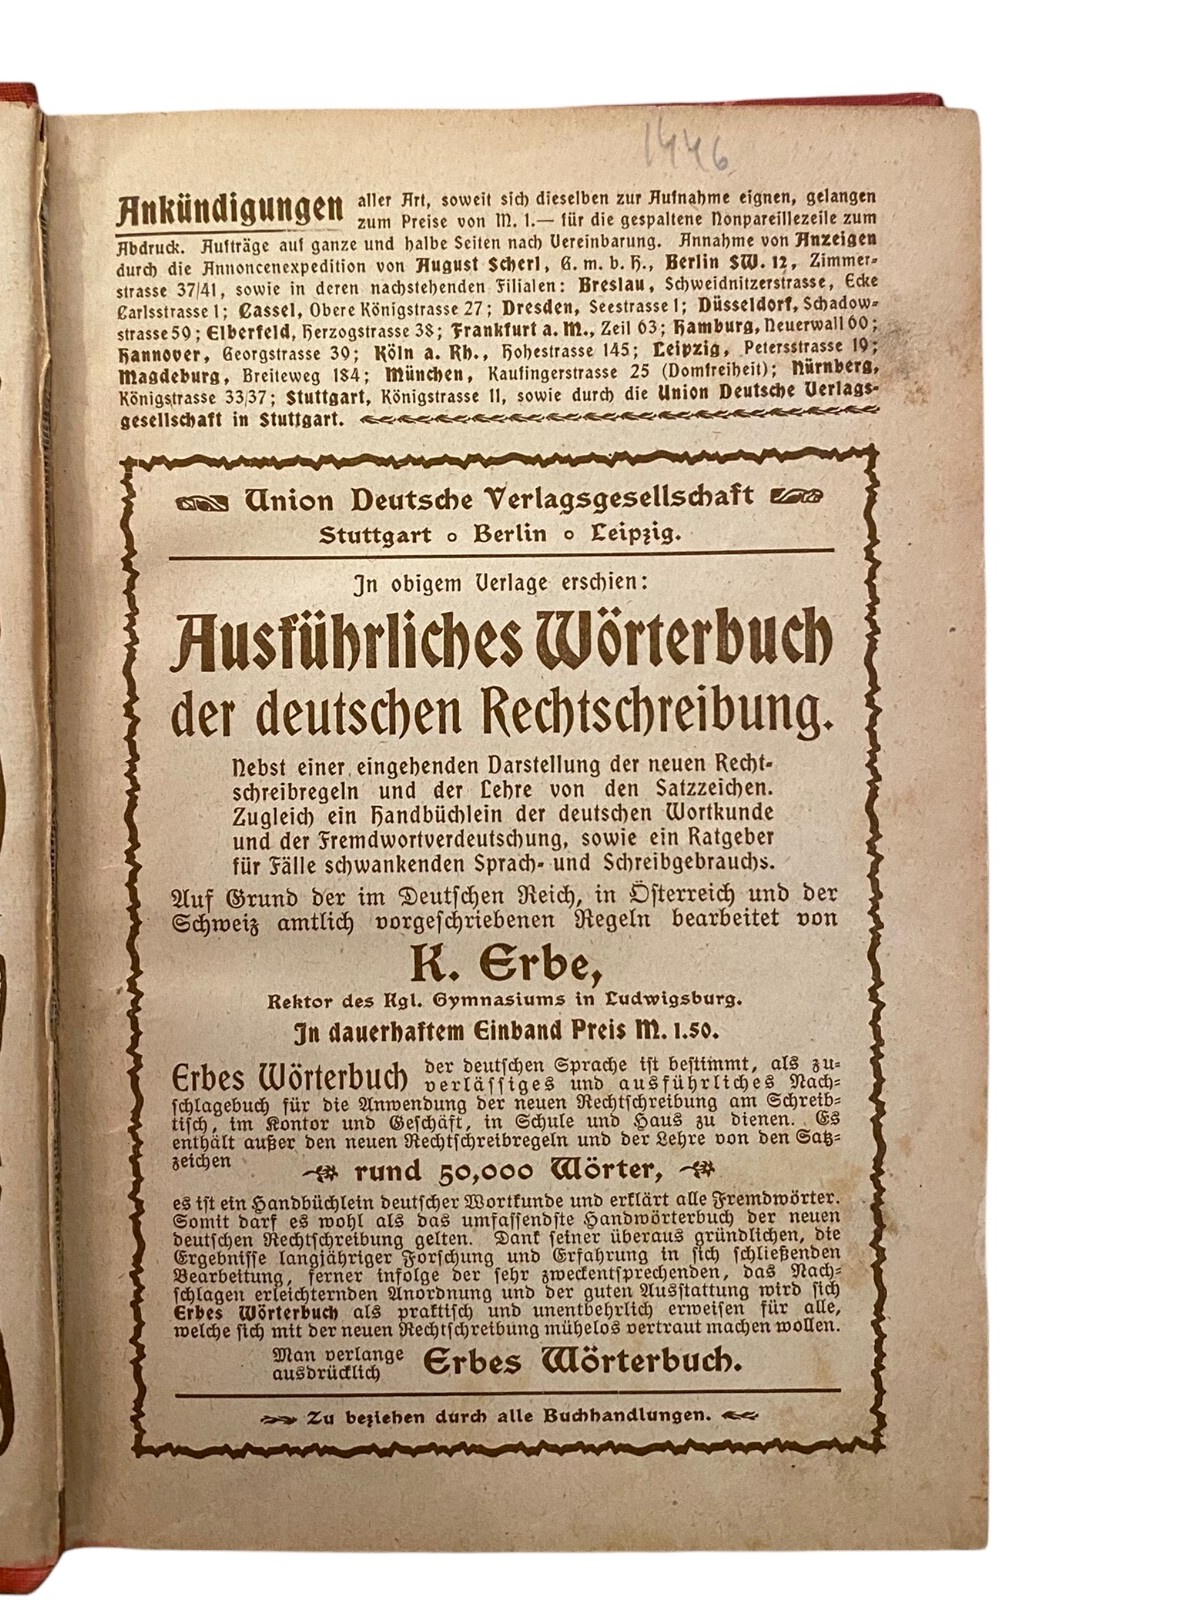 1446
Ankündigungen aller Art, soweit sich dieselben zur Aufnahme eignen, gelangen
zum Preise von M. 1.— für die gespaltene Nonpareillezeile zum
Abdruck. Aufträge auf ganze und halbe Seiten nach Vereinbarung. Annahme von Anzeigen
durch die Annoncenexpedition von August Scherl, G. m. b. H., Berlin SW. 12, Zimmer-
strasse 37/41, sowie in deren nachstehenden Filialen: Breslau, Schweidnitzerstrasse, Ecke
Carlsstrasse 1; Cassel, Obere Königstrasse 27; Dresden, Seestrasse 1; Düsseldorf, Schadow-
strasse 59; Elberfeld, Herzogstrasse 38; Frankfurt a. M., Zeil 63; Hamburg, Neuerwall 60;
Hannover, Georgstrasse 39; Köln a. Rh., Hohestrasse 145; Leipzig, Petersstrasse 19;
Magdeburg, Breiteweg 184; München, Kaufingerstrasse 25 (Domfreiheit); Nürnberg,
Königstrasse 33/37; Stuttgart, Königstrasse 11, sowie durch die Union Deutsche Verlags-
gesellschaft in Stuttgart.
Union Deutsche Verlagsgesellschaft
Stuttgart ∘ Berlin ∘ Leipzig.
In obigem Verlage erschien:
Ausführliches Wörterbuch
der deutschen Rechtschreibung.
Nebst einer eingehenden Darstellung der neuen Recht-
schreibregeln und der Lehre von den Satzzeichen.
Zugleich ein Handbüchlein der deutschen Wortkunde
und der Fremdwortverdeutschung, sowie ein Ratgeber
für Fälle schwankenden Sprach- und Schreibgebrauchs.
Auf Grund der im Deutschen Reich, in Österreich und der
Schweiz amtlich vorgeschriebenen Regeln bearbeitet von
K. Erbe,
Rektor des Kgl. Gymnasiums in Ludwigsburg.
In dauerhaftem Einband Preis M. 1.50.
Erbes Wörterbuch der deutschen Sprache ist bestimmt, als zu-
verlässiges und ausführliches Nach-
schlagebuch für die Anwendung der neuen Rechtschreibung am Schreib-
tisch, im Kontor und Geschäft, in Schule und Haus zu dienen. Es
enthält außer den neuen Rechtschreibregeln und der Lehre von den Satz-
zeichen
rund 50,000 Wörter,
es ist ein Handbüchlein deutscher Wortkunde und erklärt alle Fremdwörter.
Somit darf es wohl als das umfassendste Handwörterbuch der neuen
deutschen Rechtschreibung gelten. Dank seiner überaus gründlichen, die
Ergebnisse langjähriger Forschung und Erfahrung in sich schließenden
Bearbeitung, ferner infolge der sehr zweckentsprechenden, das Nach-
schlagen erleichternden Anordnung und der guten Ausstattung wird sich
Erbes Wörterbuch als praktisch und unentbehrlich erweisen für alle,
welche sich mit der neuen Rechtschreibung mühelos vertraut machen wollen.
Man verlange
ausdrücklich Erbes Wörterbuch.
Zu beziehen durch alle Buchhandlungen.